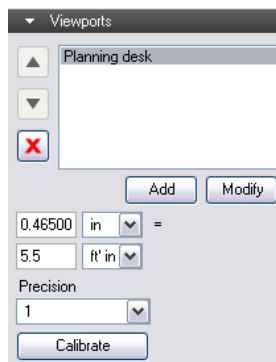 Viewports
Planning desk
Add Modify
0.46500 in =
5.5 ft' in
Precision
1
Calibrate